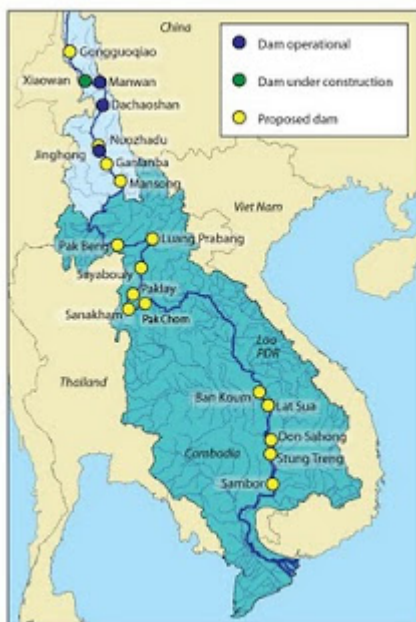 China
Gongguoqiao
Xiaowan
Manwan
Dachaoshan
Nuozhadu
Jinghong
Ganlanba
Mansong
Dam operational
Dam under construction
Proposed dam
Viet Nam
Pak Beng
Luang Prabang
Sayabouly
Paklay
Sanakham
Pak Chom
Lao
PDR
Thailand
Ban Koum
Lat Sua
Don Sahong
Cambodia
Stung Treng
Sambor